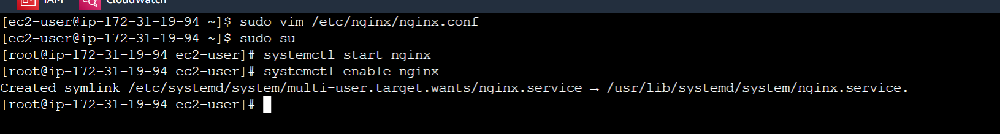 IAM CloudWatch
[ec2-user@ip-172-31-19-94 ~]$ sudo vim /etc/nginx/nginx.conf
[ec2-user@ip-172-31-19-94 ~]$ sudo su
[root@ip-172-31-19-94 ec2-user]# systemctl start nginx
[root@ip-172-31-19-94 ec2-user]# systemctl enable nginx
Created symlink /etc/systemd/system/multi-user.target.wants/nginx.service → /usr/lib/systemd/system/nginx.service.
[root@ip-172-31-19-94 ec2-user]#